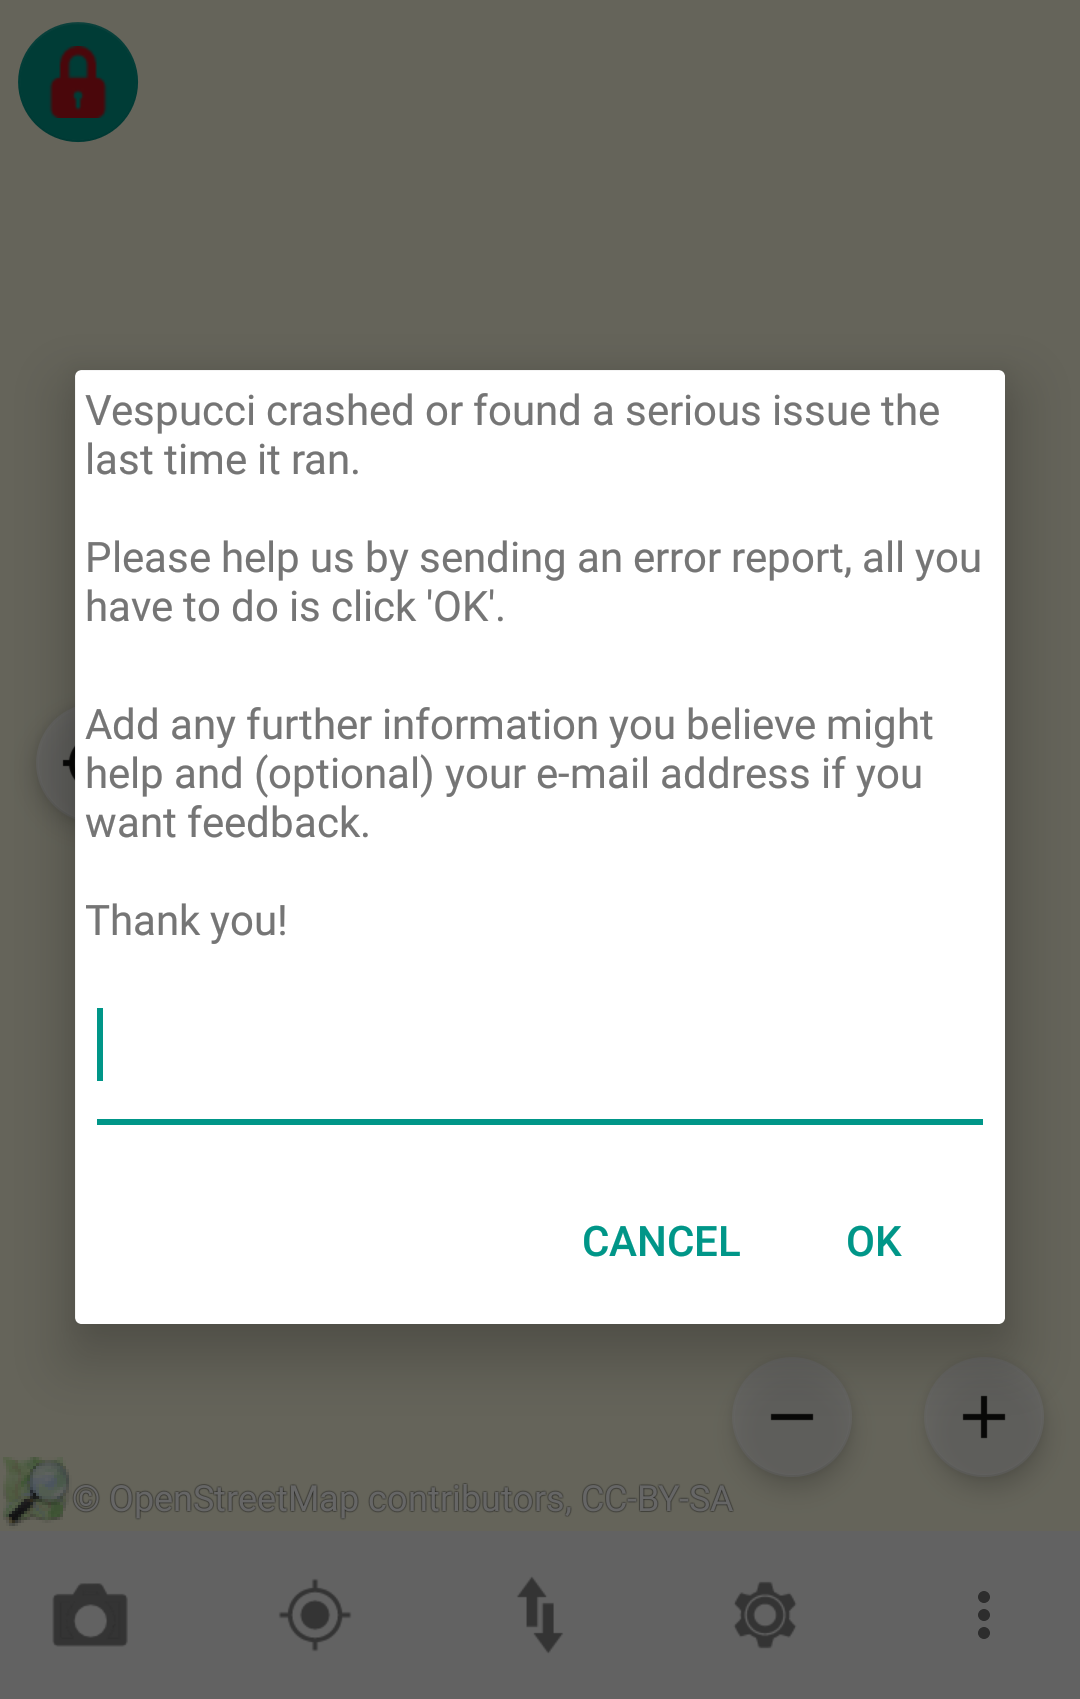 Vespucci crashed or found a serious issue the
last time it ran.
Please help us by sending an error report, all you
have to do is click 'OK'.
Add any further information you believe might
help and (optional) your e-mail address if you
want feedback.
Thank you!
CANCEL OK
© OpenStreetMap contributors, CC-BY-SA